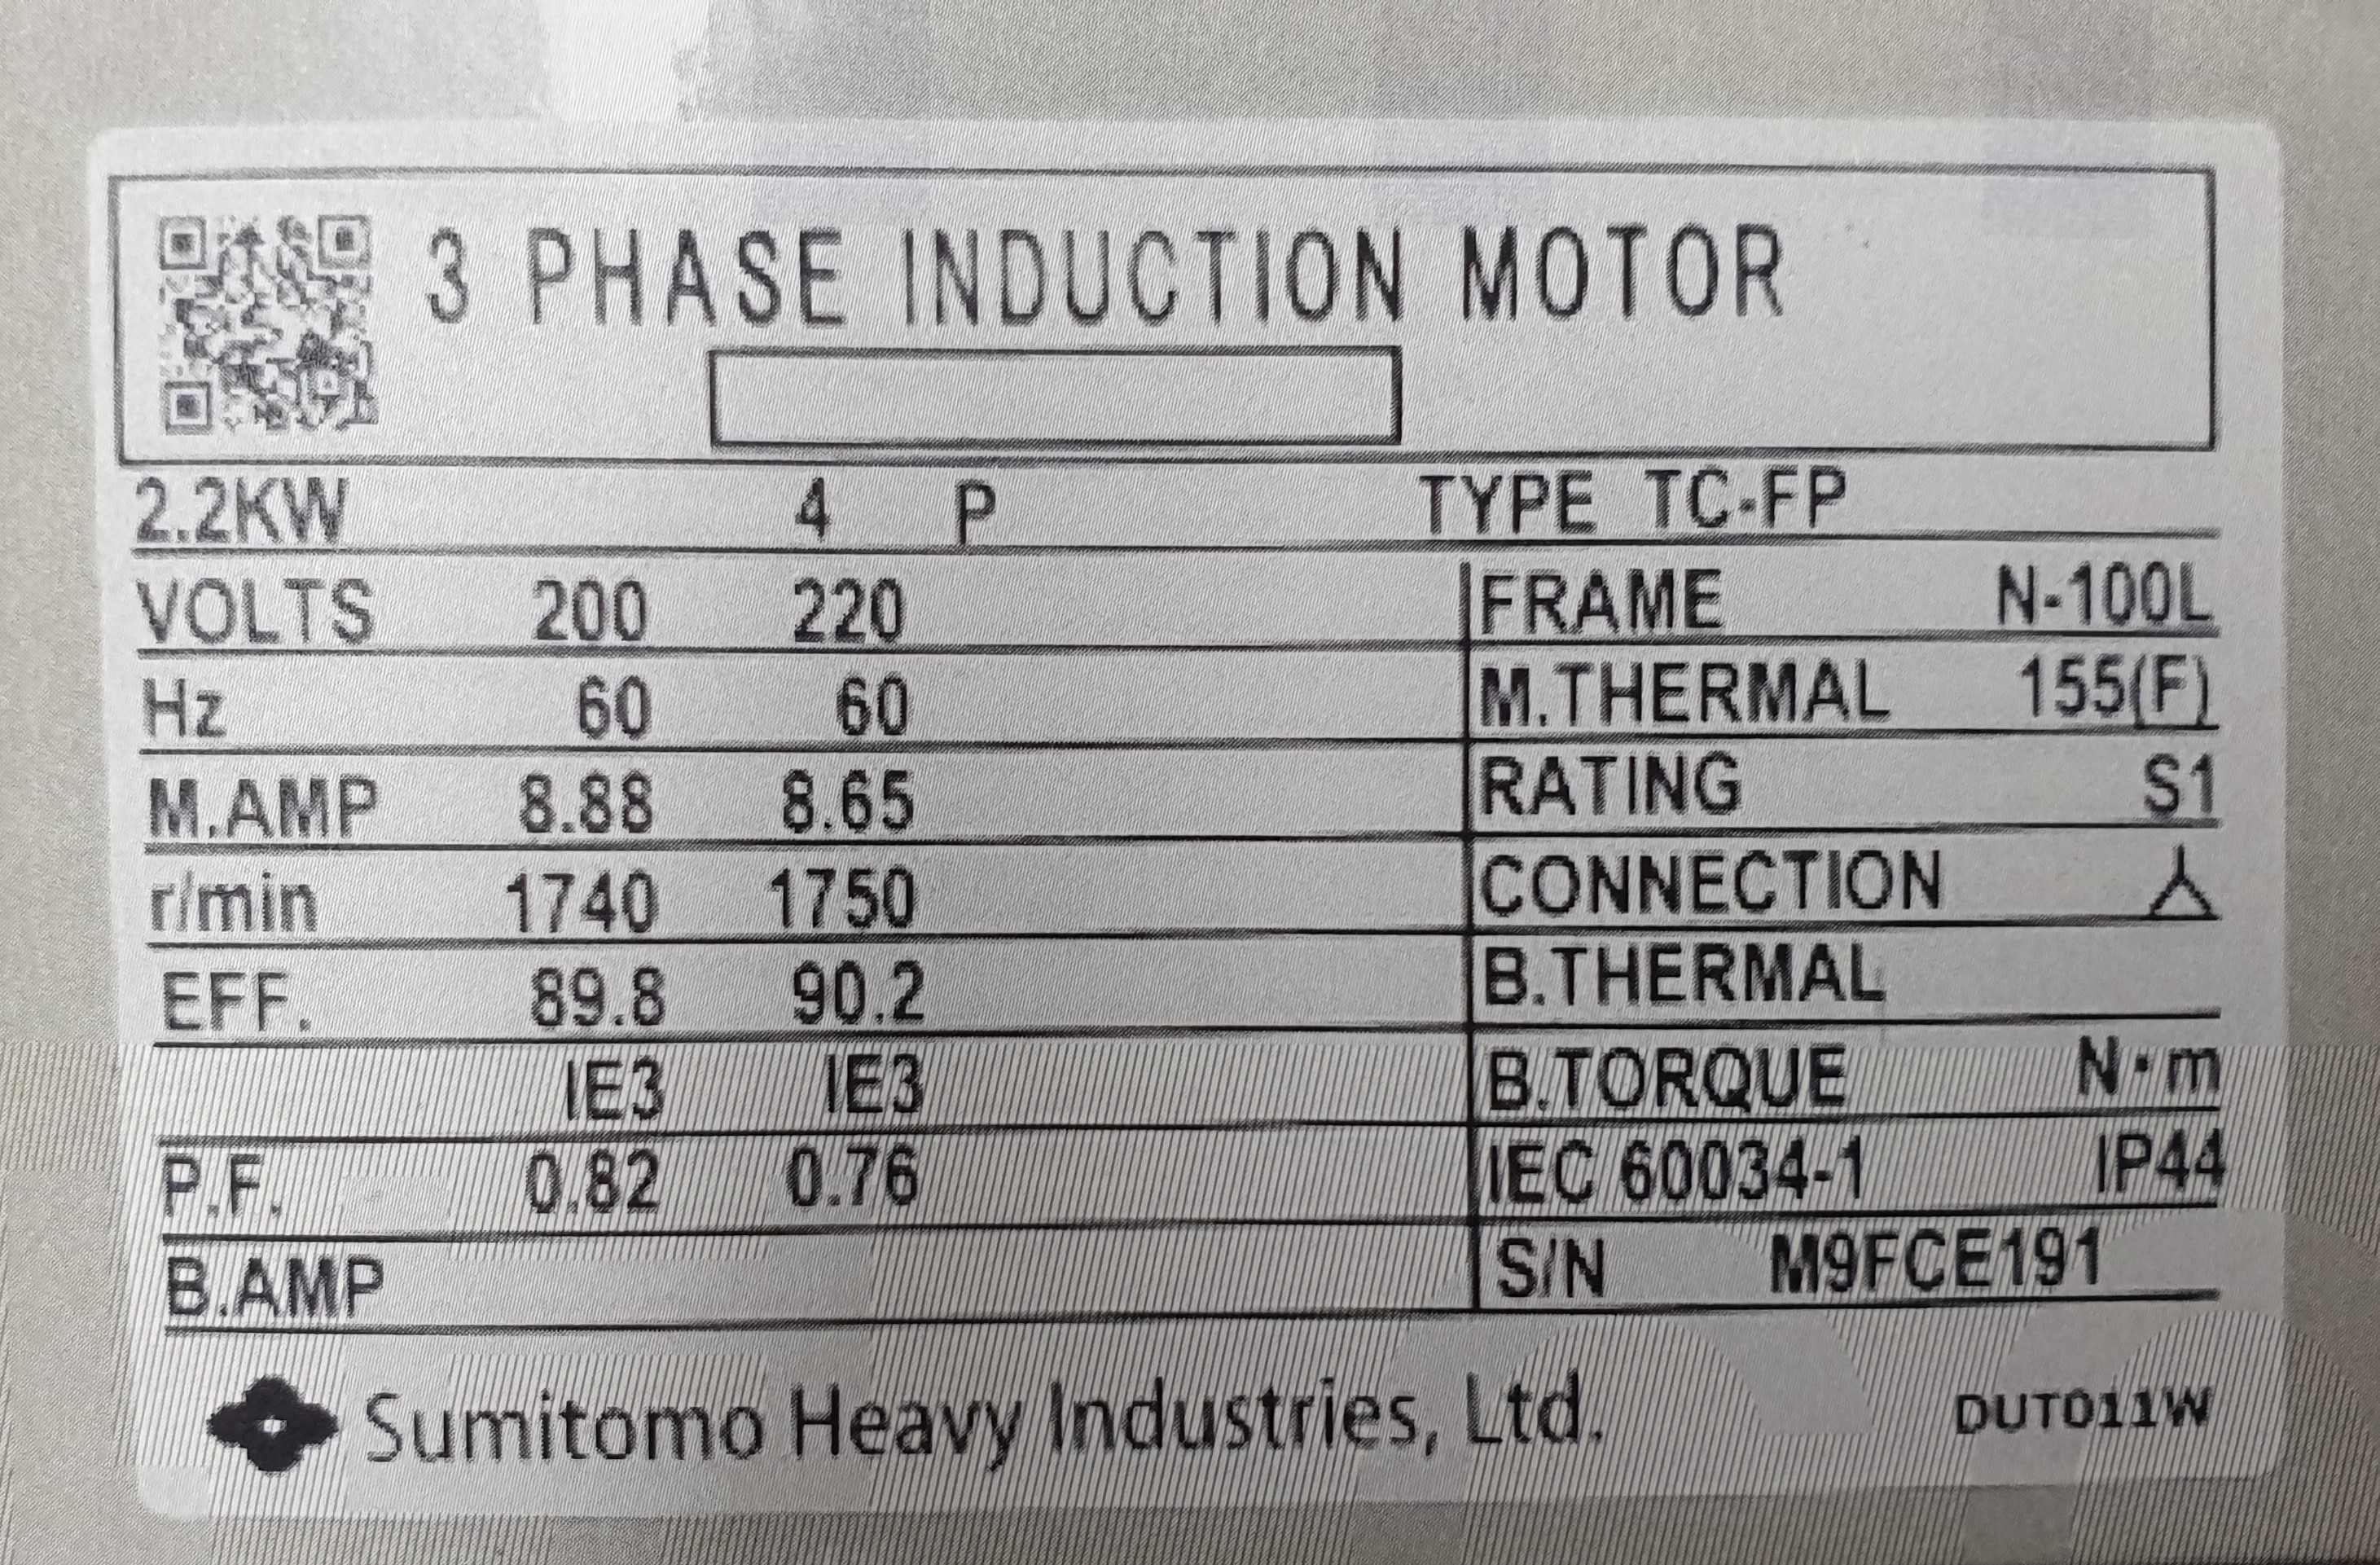 3 PHASE INDUCTION MOTOR
2.2KW 4 P TYPE TC-FP
VOLTS 200 220 FRAME N-100L
Hz 60 60 M.THERMAL 155(F)
M.AMP 8.88 8.65 RATING S1
r/min 1740 1750 CONNECTION
EFF. 89.8 90.2 B.THERMAL
IE3 IE3 B.TORQUE N·m
P.F. 0.82 0.76 IEC 60034-1 IP44
B.AMP S/N M9FCE191
Sumitomo Heavy Industries, Ltd. DUT011W